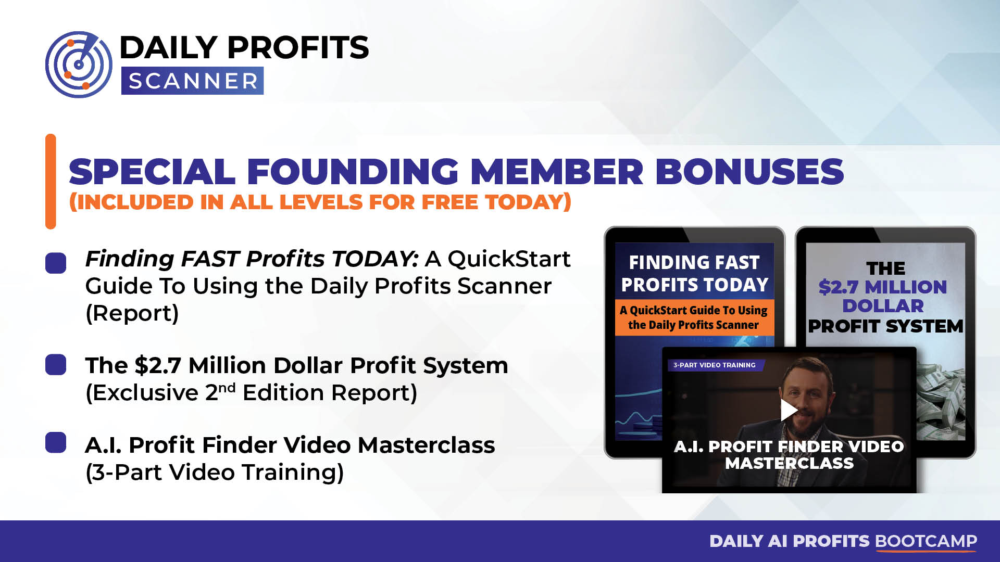 DAILY PROFITS
SCANNER
SPECIAL FOUNDING MEMBER BONUSES
(INCLUDED IN ALL LEVELS FOR FREE TODAY)
Finding FAST Profits TODAY: A QuickStart
Guide To Using the Daily Profits Scanner
(Report)
The $2.7 Million Dollar Profit System
(Exclusive 2nd Edition Report)
A.I. Profit Finder Video Masterclass
(3-Part Video Training)
FINDING FAST
PROFITS TODAY
A QuickStart Guide To Using
the Daily Profits Scanner
THE
$2.7 MILLION
DOLLAR
PROFIT SYSTEM
3-PART VIDEO TRAINING
A.I. PROFIT FINDER VIDEO
MASTERCLASS
DAILY AI PROFITS BOOTCAMP